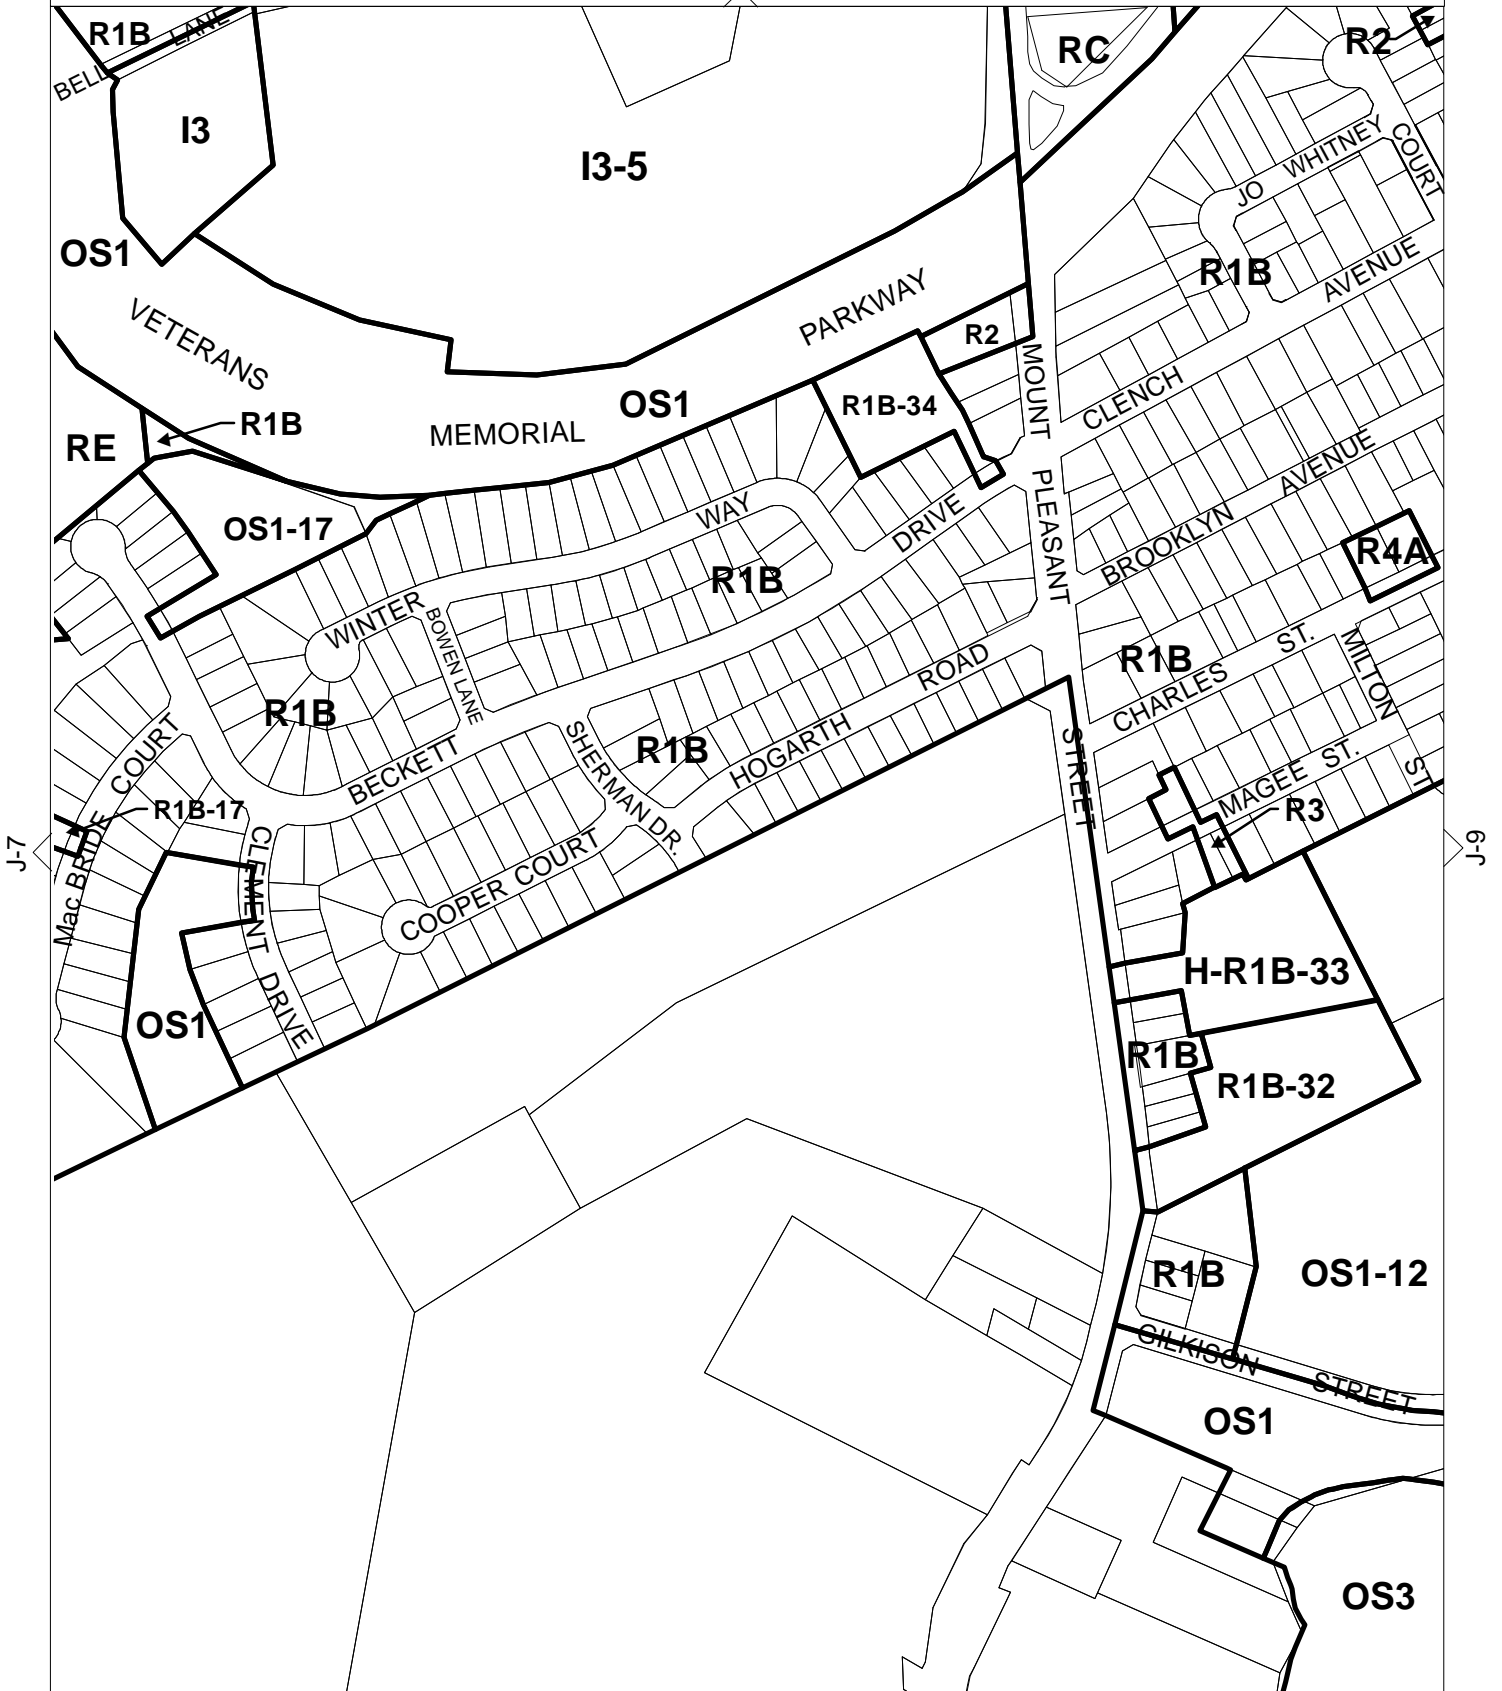 R1B
BELL LANE
I3
I3-5
RC
R2
JO WHITNEY COURT
OS1
VETERANS
MEMORIAL
PARKWAY
R1B
CLENCH AVENUE
R2
R1B-34
OS1
R1B
RE
MOUNT PLEASANT STREET
OS1-17
WINTER WAY
DRIVE
BROOKLYN AVENUE
R4A
R1B
BOWEN LANE
R1B
CHARLES ST.
MILTON ST
R1B
BECKETT
SHERMAN DR.
R1B
HOGARTH ROAD
MAGEE ST.
R3
Mac BRIDE COURT
R1B-17
J-7
J-9
CLEMENT DRIVE
COOPER COURT
H-R1B-33
OS1
R1B
R1B-32
R1B
OS1-12
GILKISON STREET
OS1
OS3